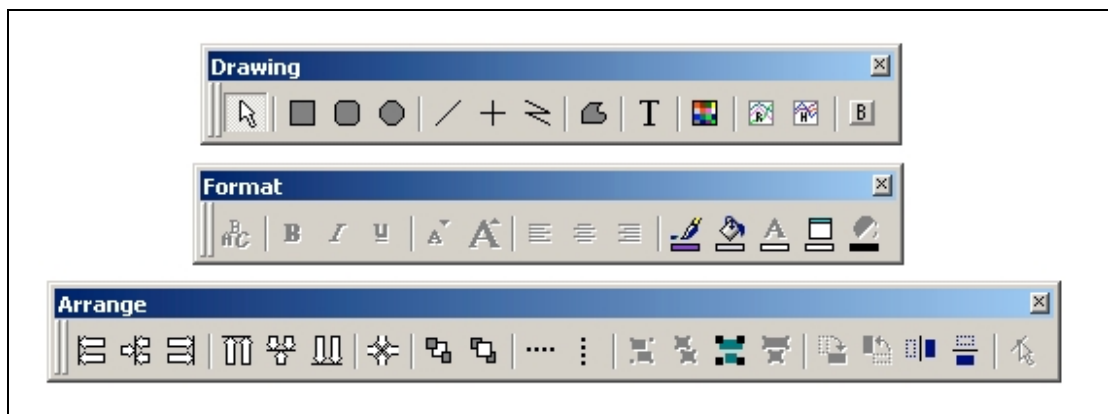 Drawing
T R H B
Format
A B C B I U A A A
Arrange